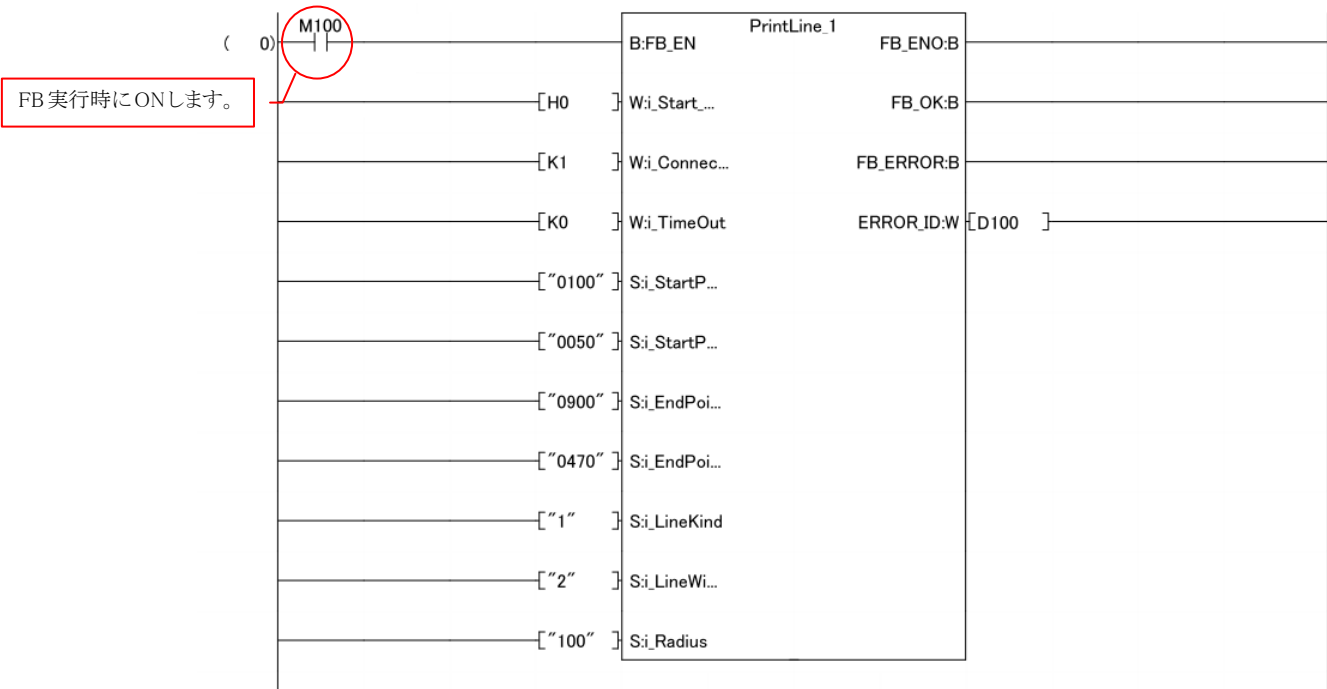 M100
PrintLine_1
( 0)
B:FB_EN
FB_ENO:B
FB実行時にONします。
[H0 ]
W:i_Start_...
FB_OK:B
[K1 ]
W:i_Connec...
FB_ERROR:B
[K0 ]
W:i_TimeOut
ERROR_ID:W
[D100 ]
["0100" ]
S:i_StartP...
["0050" ]
S:i_StartP...
["0900" ]
S:i_EndPoi...
["0470" ]
S:i_EndPoi...
["1" ]
S:i_LineKind
["2" ]
S:i_LineWi...
["100" ]
S:i_Radius